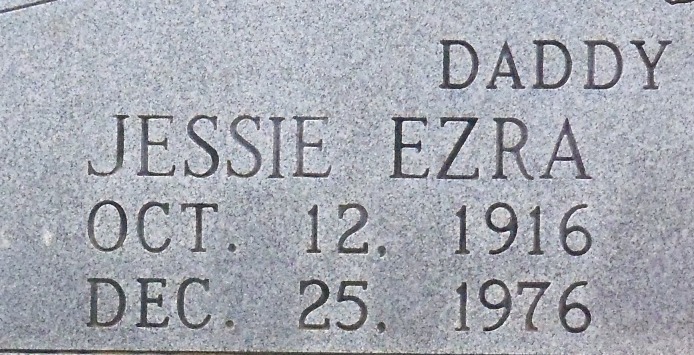 DADDY
JESSIE EZRA
OCT. 12, 1916
DEC. 25, 1976